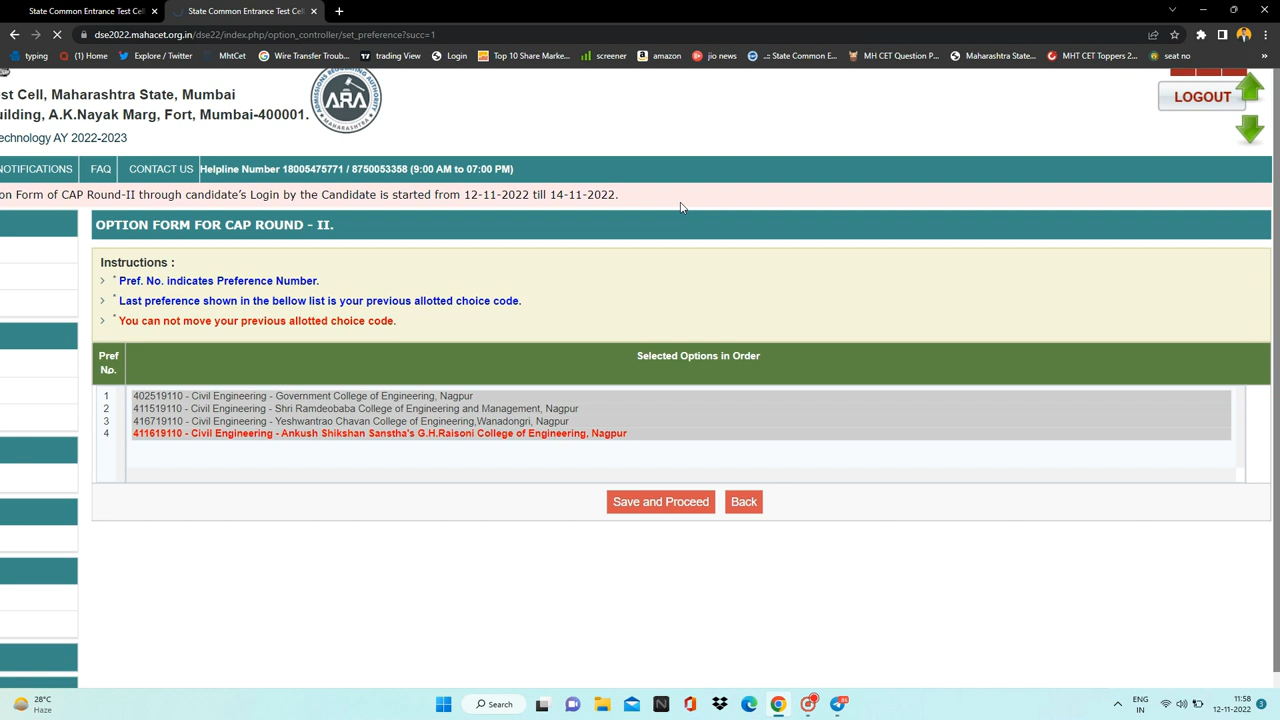 State Common Entrance Test Cel
State Common Entrance Test Cel
dse2022.mahacet.org.in/dse22/index.php/option_controller/set_preference?succ=1
typing
(1) Home
Explore / Twitter
MhtCet
Wire Transfer Troub...
trading View
Login
Top 10 Share Marke...
screener
amazon
jio news
..:: State Common E...
MH CET Question P...
Maharashtra State...
MHT CET Toppers 2...
seat no
»
est Cell, Maharashtra State, Mumbai
uilding, A.K.Nayak Marg, Fort, Mumbai-400001.
echnology AY 2022-2023
ADMISSIONS REGULATING AUTHORITY
ARA
MAHARASHTRA
LOGOUT
NOTIFICATIONS
FAQ
CONTACT US
Helpline Number 18005475771 / 8750053358 (9:00 AM to 07:00 PM)
on Form of CAP Round-II through candidate's Login by the Candidate is started from 12-11-2022 till 14-11-2022.
OPTION FORM FOR CAP ROUND - II.
Instructions :
* Pref. No. indicates Preference Number.
* Last preference shown in the bellow list is your previous allotted choice code.
* You can not move your previous allotted choice code.
Pref No.
Selected Options in Order
1 402519110 - Civil Engineering - Government College of Engineering, Nagpur
2 411519110 - Civil Engineering - Shri Ramdeobaba College of Engineering and Management, Nagpur
3 416719110 - Civil Engineering - Yeshwantrao Chavan College of Engineering,Wanadongri, Nagpur
4 411619110 - Civil Engineering - Ankush Shikshan Sanstha's G.H.Raisoni College of Engineering, Nagpur
Save and Proceed
Back
28°C
Haze
Search
ENG
IN
11:58
12-11-2022
3